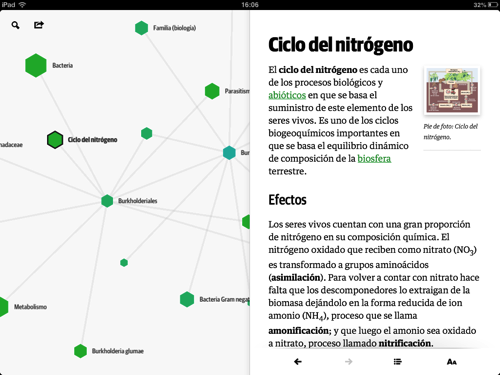 iPad
16:06
32%
Familia (biologia)
Bacteria
Parasitism
Ciclo del nitrógeno
nadaceae
Bur
Burkholderiales
Metabolismo
Bacteria Gram negat
Burkholderia glumae
Ciclo del nitrógeno
El ciclo del nitrógeno es cada uno
de los procesos biológicos y
abióticos en que se basa el
suministro de este elemento de los
seres vivos. Es uno de los ciclos
biogeoquímicos importantes en
que se basa el equilibrio dinámico
de composición de la biosfera
terrestre.
Pie de foto: Ciclo del
nitrógeno.
Efectos
Los seres vivos cuentan con una gran proporción
de nitrógeno en su composición química. El
nitrógeno oxidado que reciben como nitrato (NO3)
es transformado a grupos aminoácidos
(asimilación). Para volver a contar con nitrato hace
falta que los descomponedores lo extraigan de la
biomasa dejándolo en la forma reducida de ion
amonio (NH4), proceso que se llama
amonificación; y que luego el amonio sea oxidado
a nitrato, proceso llamado nitrificación.
AA